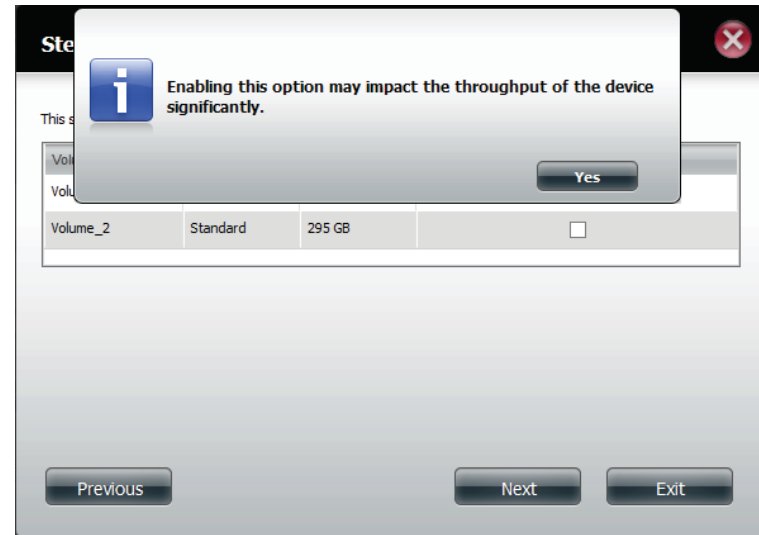 Ste
Enabling this option may impact the throughput of the device
significantly.
This s
Yes
Volu
Volume_2 Standard 295 GB
Previous Next Exit